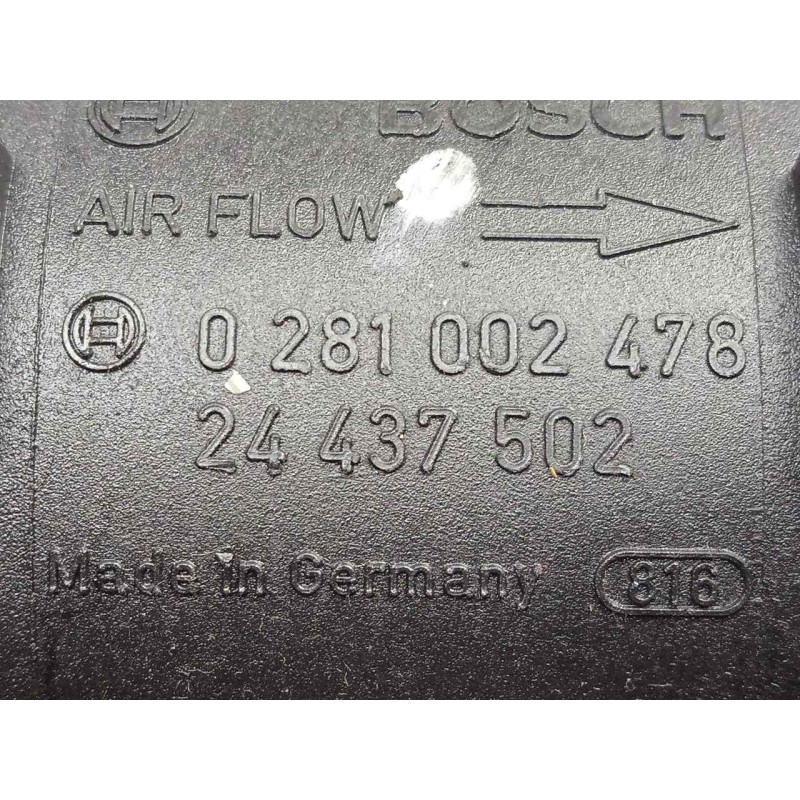 BOSCH
AIR FLOW
0 281 002 478
24 437 502
Made in Germany 816